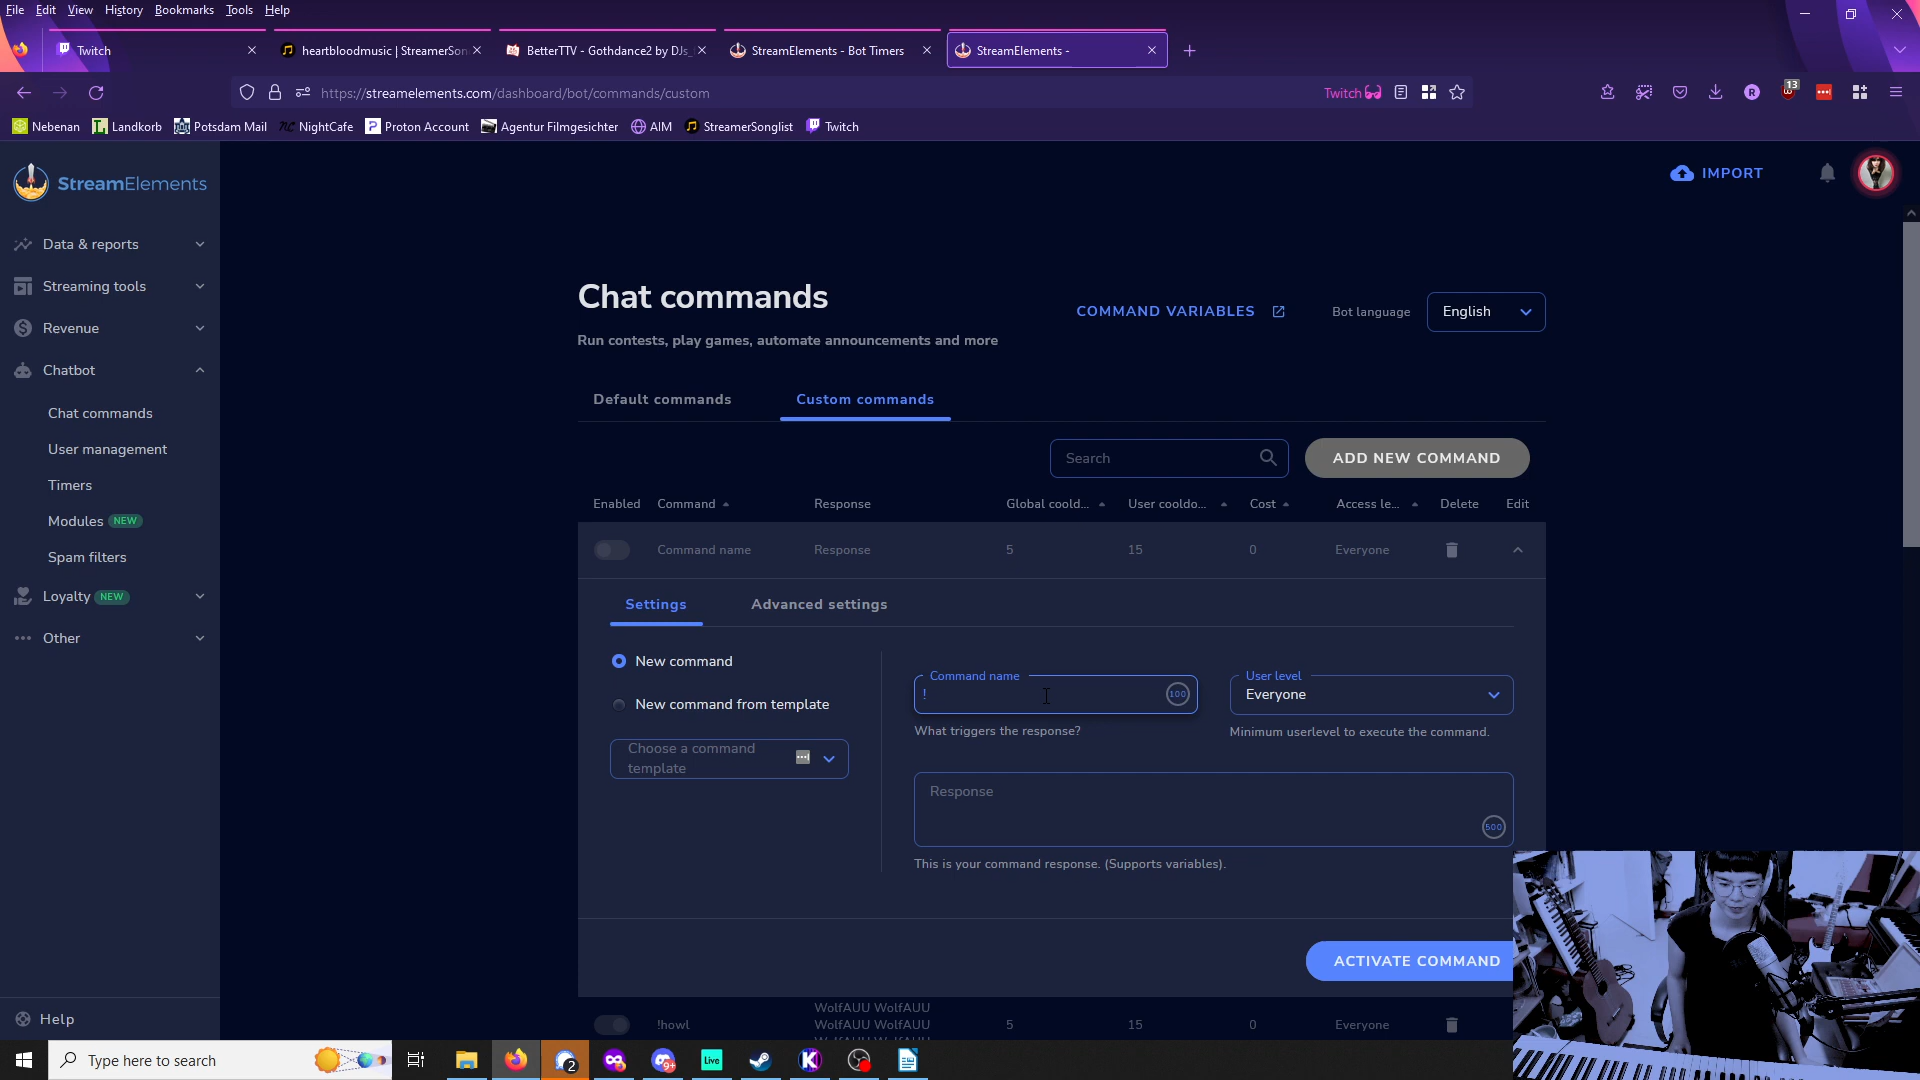 File Edit View History Bookmarks Tools Help
Twitch
heartbloodmusic | StreamerSon
BetterTTV - Gothdance2 by DJs_
StreamElements - Bot Timers
StreamElements -
https://streamelements.com/dashboard/bot/commands/custom
Twitch
13
Nebenan
Landkorb
Potsdam Mail
NC NightCafe
Proton Account
Agentur Filmgesichter
AIM
StreamerSonglist
Twitch
StreamElements
IMPORT
Data & reports
Streaming tools
Revenue
Chatbot
Chat commands
User management
Timers
Modules NEW
Spam filters
Loyalty NEW
Other
Help
Chat commands
COMMAND VARIABLES
Bot language
English
Run contests, play games, automate announcements and more
Default commands
Custom commands
Search
ADD NEW COMMAND
Enabled Command Response Global coold... User cooldo... Cost Access le... Delete Edit
Command name Response 5 15 0 Everyone
Settings
Advanced settings
New command
New command from template
Choose a command
template
Command name
!
100
What triggers the response?
User level
Everyone
Minimum userlevel to execute the command.
Response
500
This is your command response. (Supports variables).
ACTIVATE COMMAND
WolfAUU WolfAUU
!howl WolfAUU WolfAUU 5 15 0 Everyone
Type here to search
2
9+
Live
K